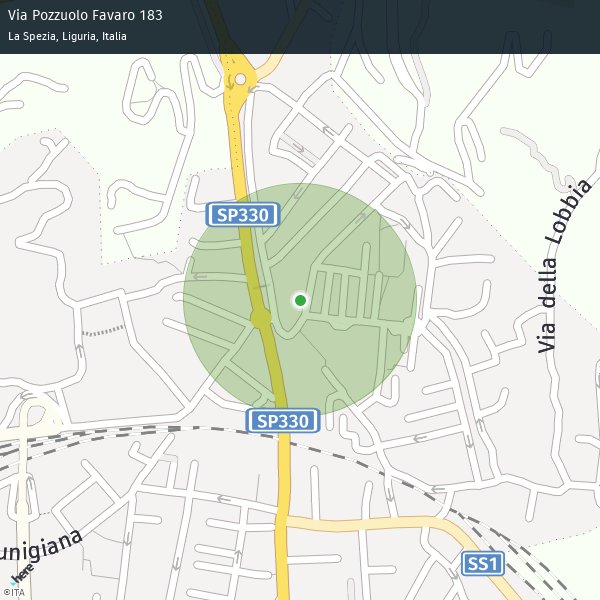 Via Pozzuolo Favaro 183
La Spezia, Liguria, Italia
SP330
Via della Lobbia
SP330
unigiana
SS1
here
©ITA